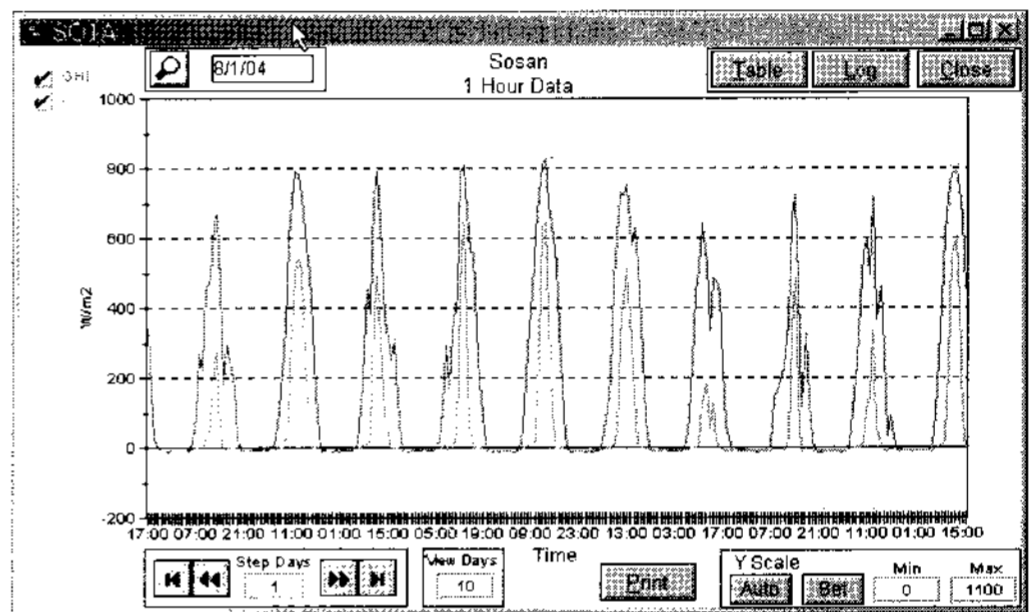 SOTA
GHI
8/1/04
Sosan
1 Hour Data
Table
Log
Close
1000
800
600
400
200
0
-200
W/m2
17:00 07:00 21:00 11:00 01:00 15:00 05:00 19:00 09:00 23:00 13:00 03:00 17:00 07:00 21:00 11:00 01:00 15:00
Time
Step Days
1
View Days
10
Print
Y Scale
Auto
Set
Min
0
Max
1100